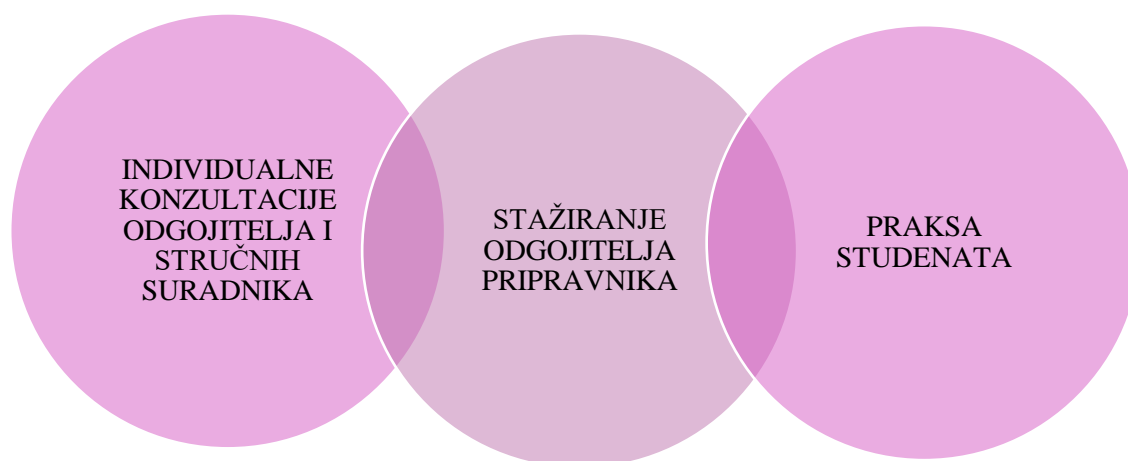 INDIVIDUALNE
KONZULTACIJE
ODGOJITELJA I
STRUČNIH
SURADNIKA
STAŽIRANJE
ODGOJITELJA
PRIPRAVNIKA
PRAKSA
STUDENATA